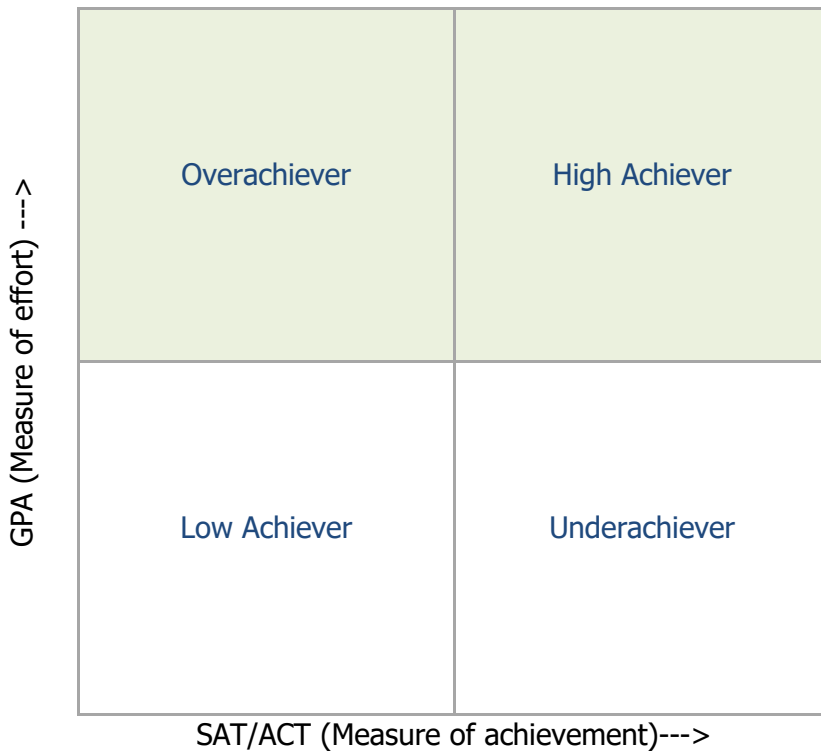 GPA (Measure of effort) --->
Overachiever
High Achiever
Low Achiever
Underachiever
SAT/ACT (Measure of achievement)--->